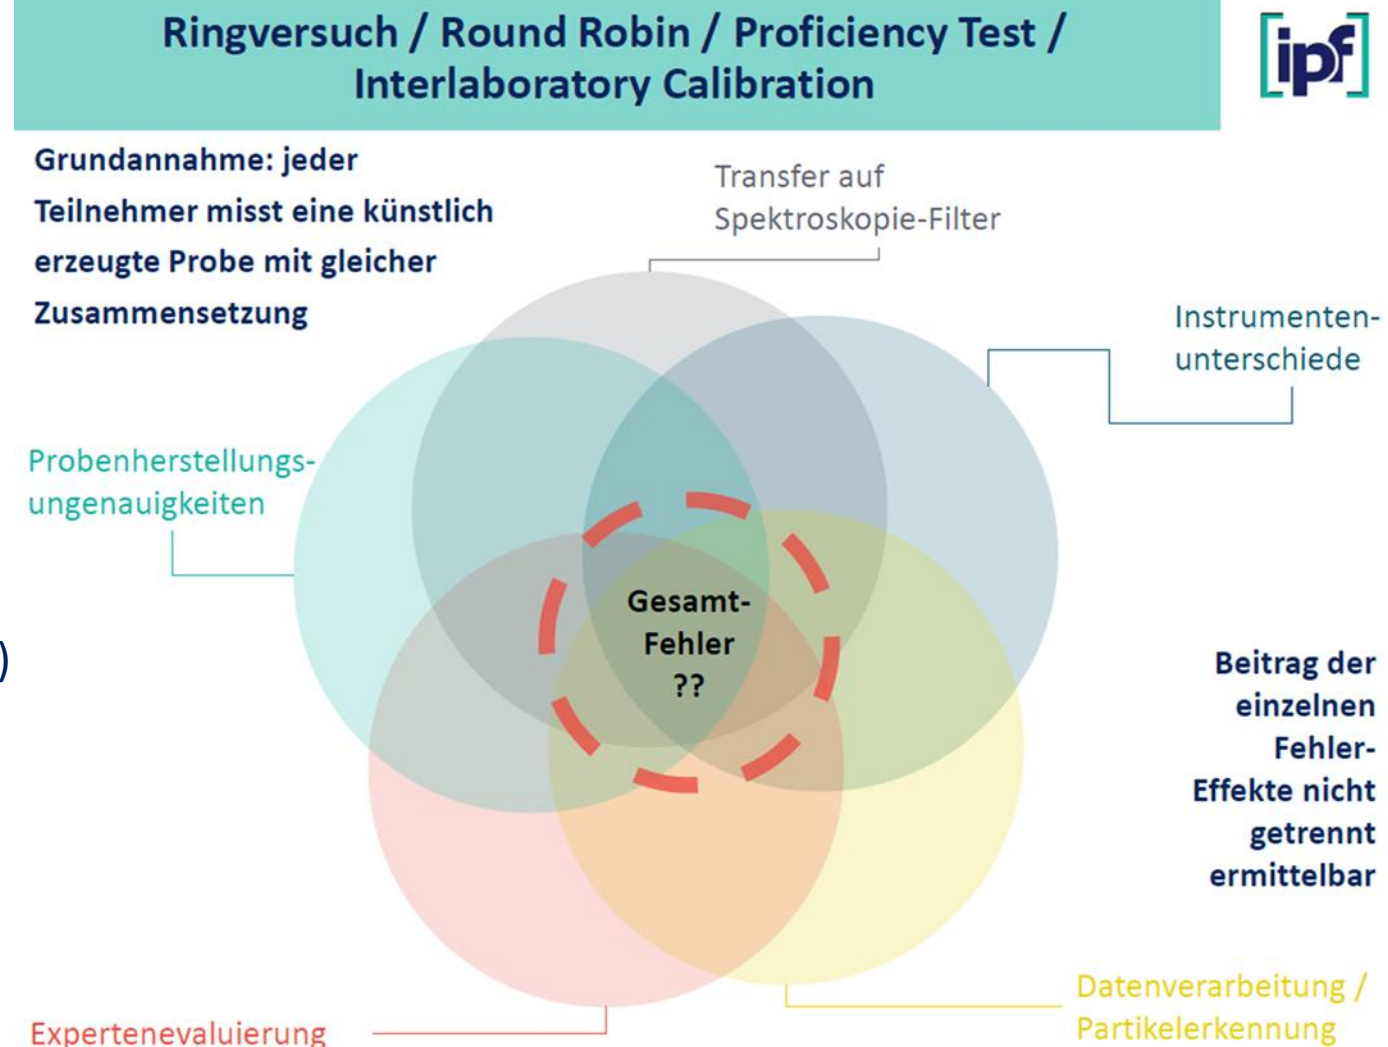 Ringversuch / Round Robin / Proficiency Test /
Interlaboratory Calibration
[ipf]
Grundannahme: jeder
Teilnehmer misst eine künstlich
erzeugte Probe mit gleicher
Zusammensetzung
Transfer auf
Spektroskopie-Filter
Instrumenten-
unterschiede
Probenherstellungs-
ungenauigkeiten
Gesamt-
Fehler
??
)
Beitrag der
einzelnen
Fehler-
Effekte nicht
getrennt
ermittelbar
Datenverarbeitung /
Partikelerkennung
Expertenevaluierung